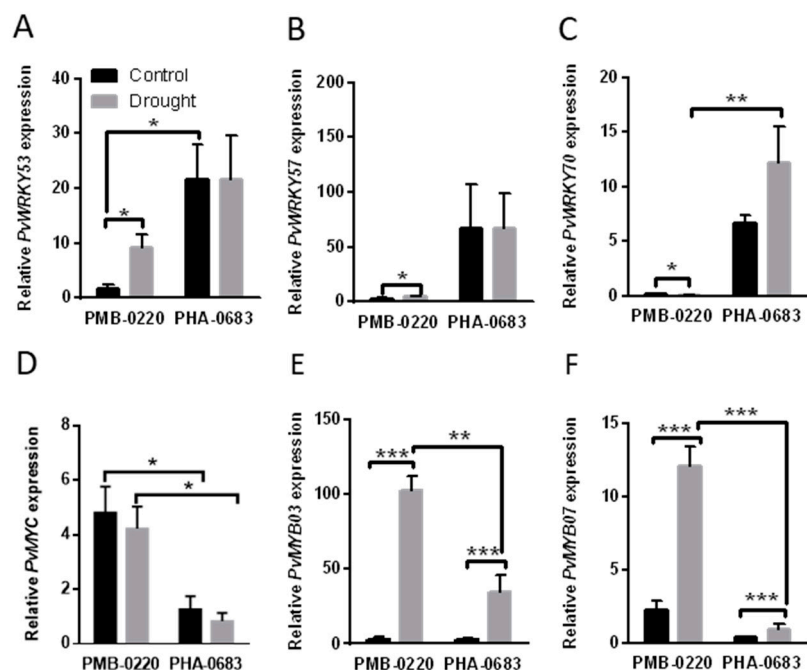 A
Relative PvWRKY53 expression
40
30
20
10
0
Control
Drought
*
*
PMB-0220 PHA-0683
B
Relative PvWRKY57 expression
200
150
100
50
0
*
PMB-0220 PHA-0683
C
Relative PvWRKY70 expression
20
15
10
5
0
**
*
PMB-0220 PHA-0683
D
Relative PvMYC expression
8
6
4
2
0
*
*
PMB-0220 PHA-0683
E
Relative PvMYB03 expression
150
100
50
0
***
**
***
PMB-0220 PHA-0683
F
Relative PvMYB07 expression
15
10
5
0
***
***
***
PMB-0220 PHA-0683